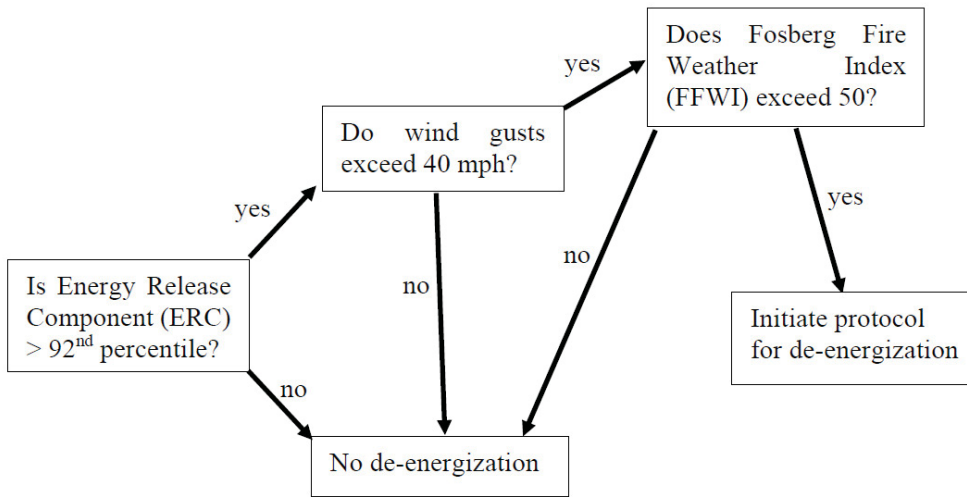 Does Fosberg Fire
Weather Index
(FFWI) exceed 50?
yes
Do wind gusts
exceed 40 mph?
yes
yes
no
no
Is Energy Release
Component (ERC)
> 92nd percentile?
Initiate protocol
for de-energization
no
No de-energization